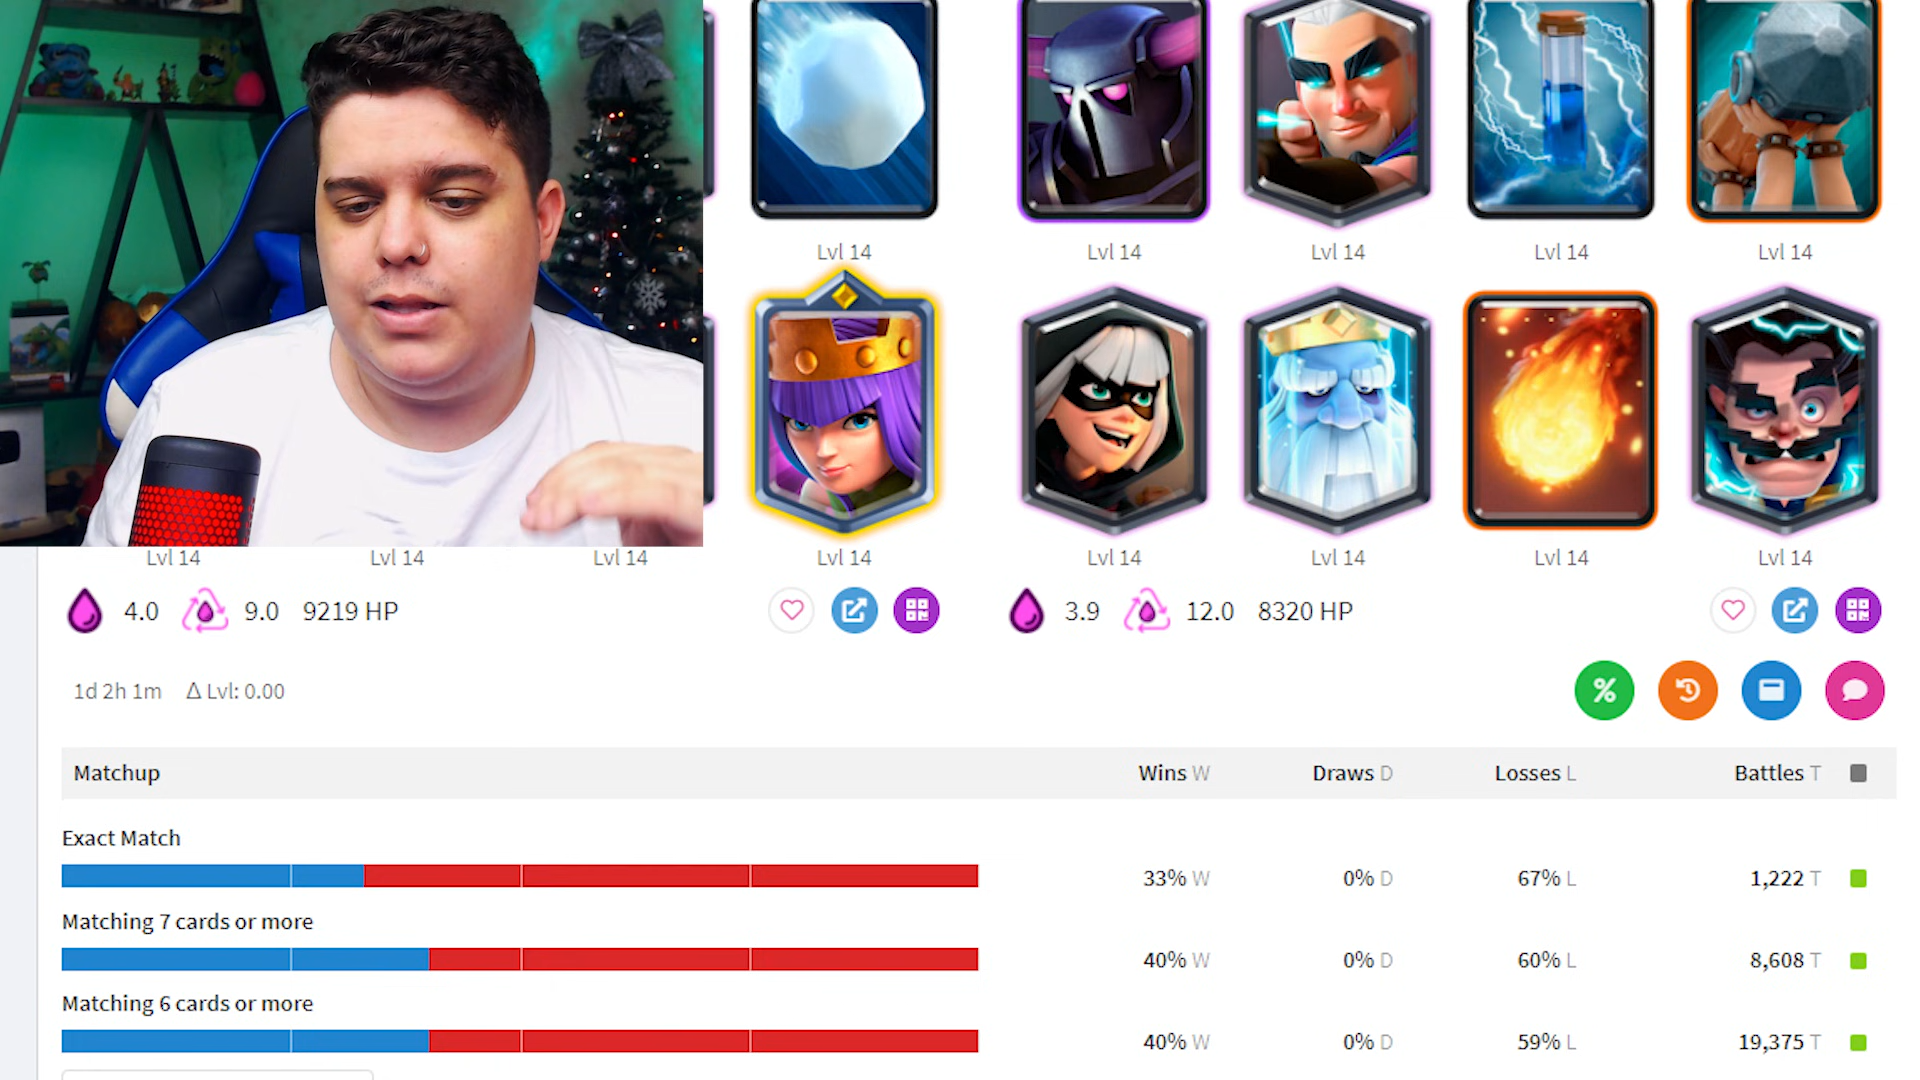 Lvl 14 Lvl 14 Lvl 14 Lvl 14 Lvl 14
Lvl 14 Lvl 14 Lvl 14 Lvl 14 Lvl 14 Lvl 14 Lvl 14 Lvl 14
4.0 9.0 9219 HP 3.9 12.0 8320 HP
1d 2h 1m Δ Lvl: 0.00 %
Matchup Wins W Draws D Losses L Battles T
Exact Match
33% W 0% D 67% L 1,222 T
Matching 7 cards or more
40% W 0% D 60% L 8,608 T
Matching 6 cards or more
40% W 0% D 59% L 19,375 T